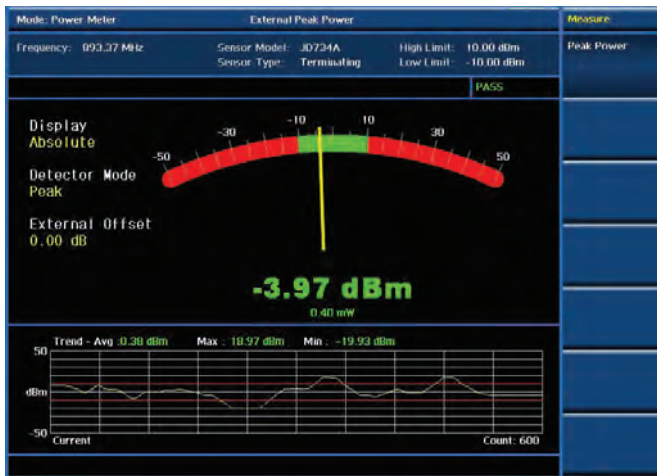 Mode: Power Meter External Peak Power Measure
Frequency: 893.37 MHz Sensor Model: JD734A High Limit: 10.00 dBm Peak Power
Sensor Type: Terminating Low Limit: -10.00 dBm
PASS
Display
Absolute
Detector Mode
Peak
External Offset
0.00 dB
-50 -30 -10 10 30 50
-3.97 dBm
0.40 mW
Trend - Avg :0.38 dBm Max : 18.97 dBm Min : -19.93 dBm
50
dBm
-50
Current Count: 600